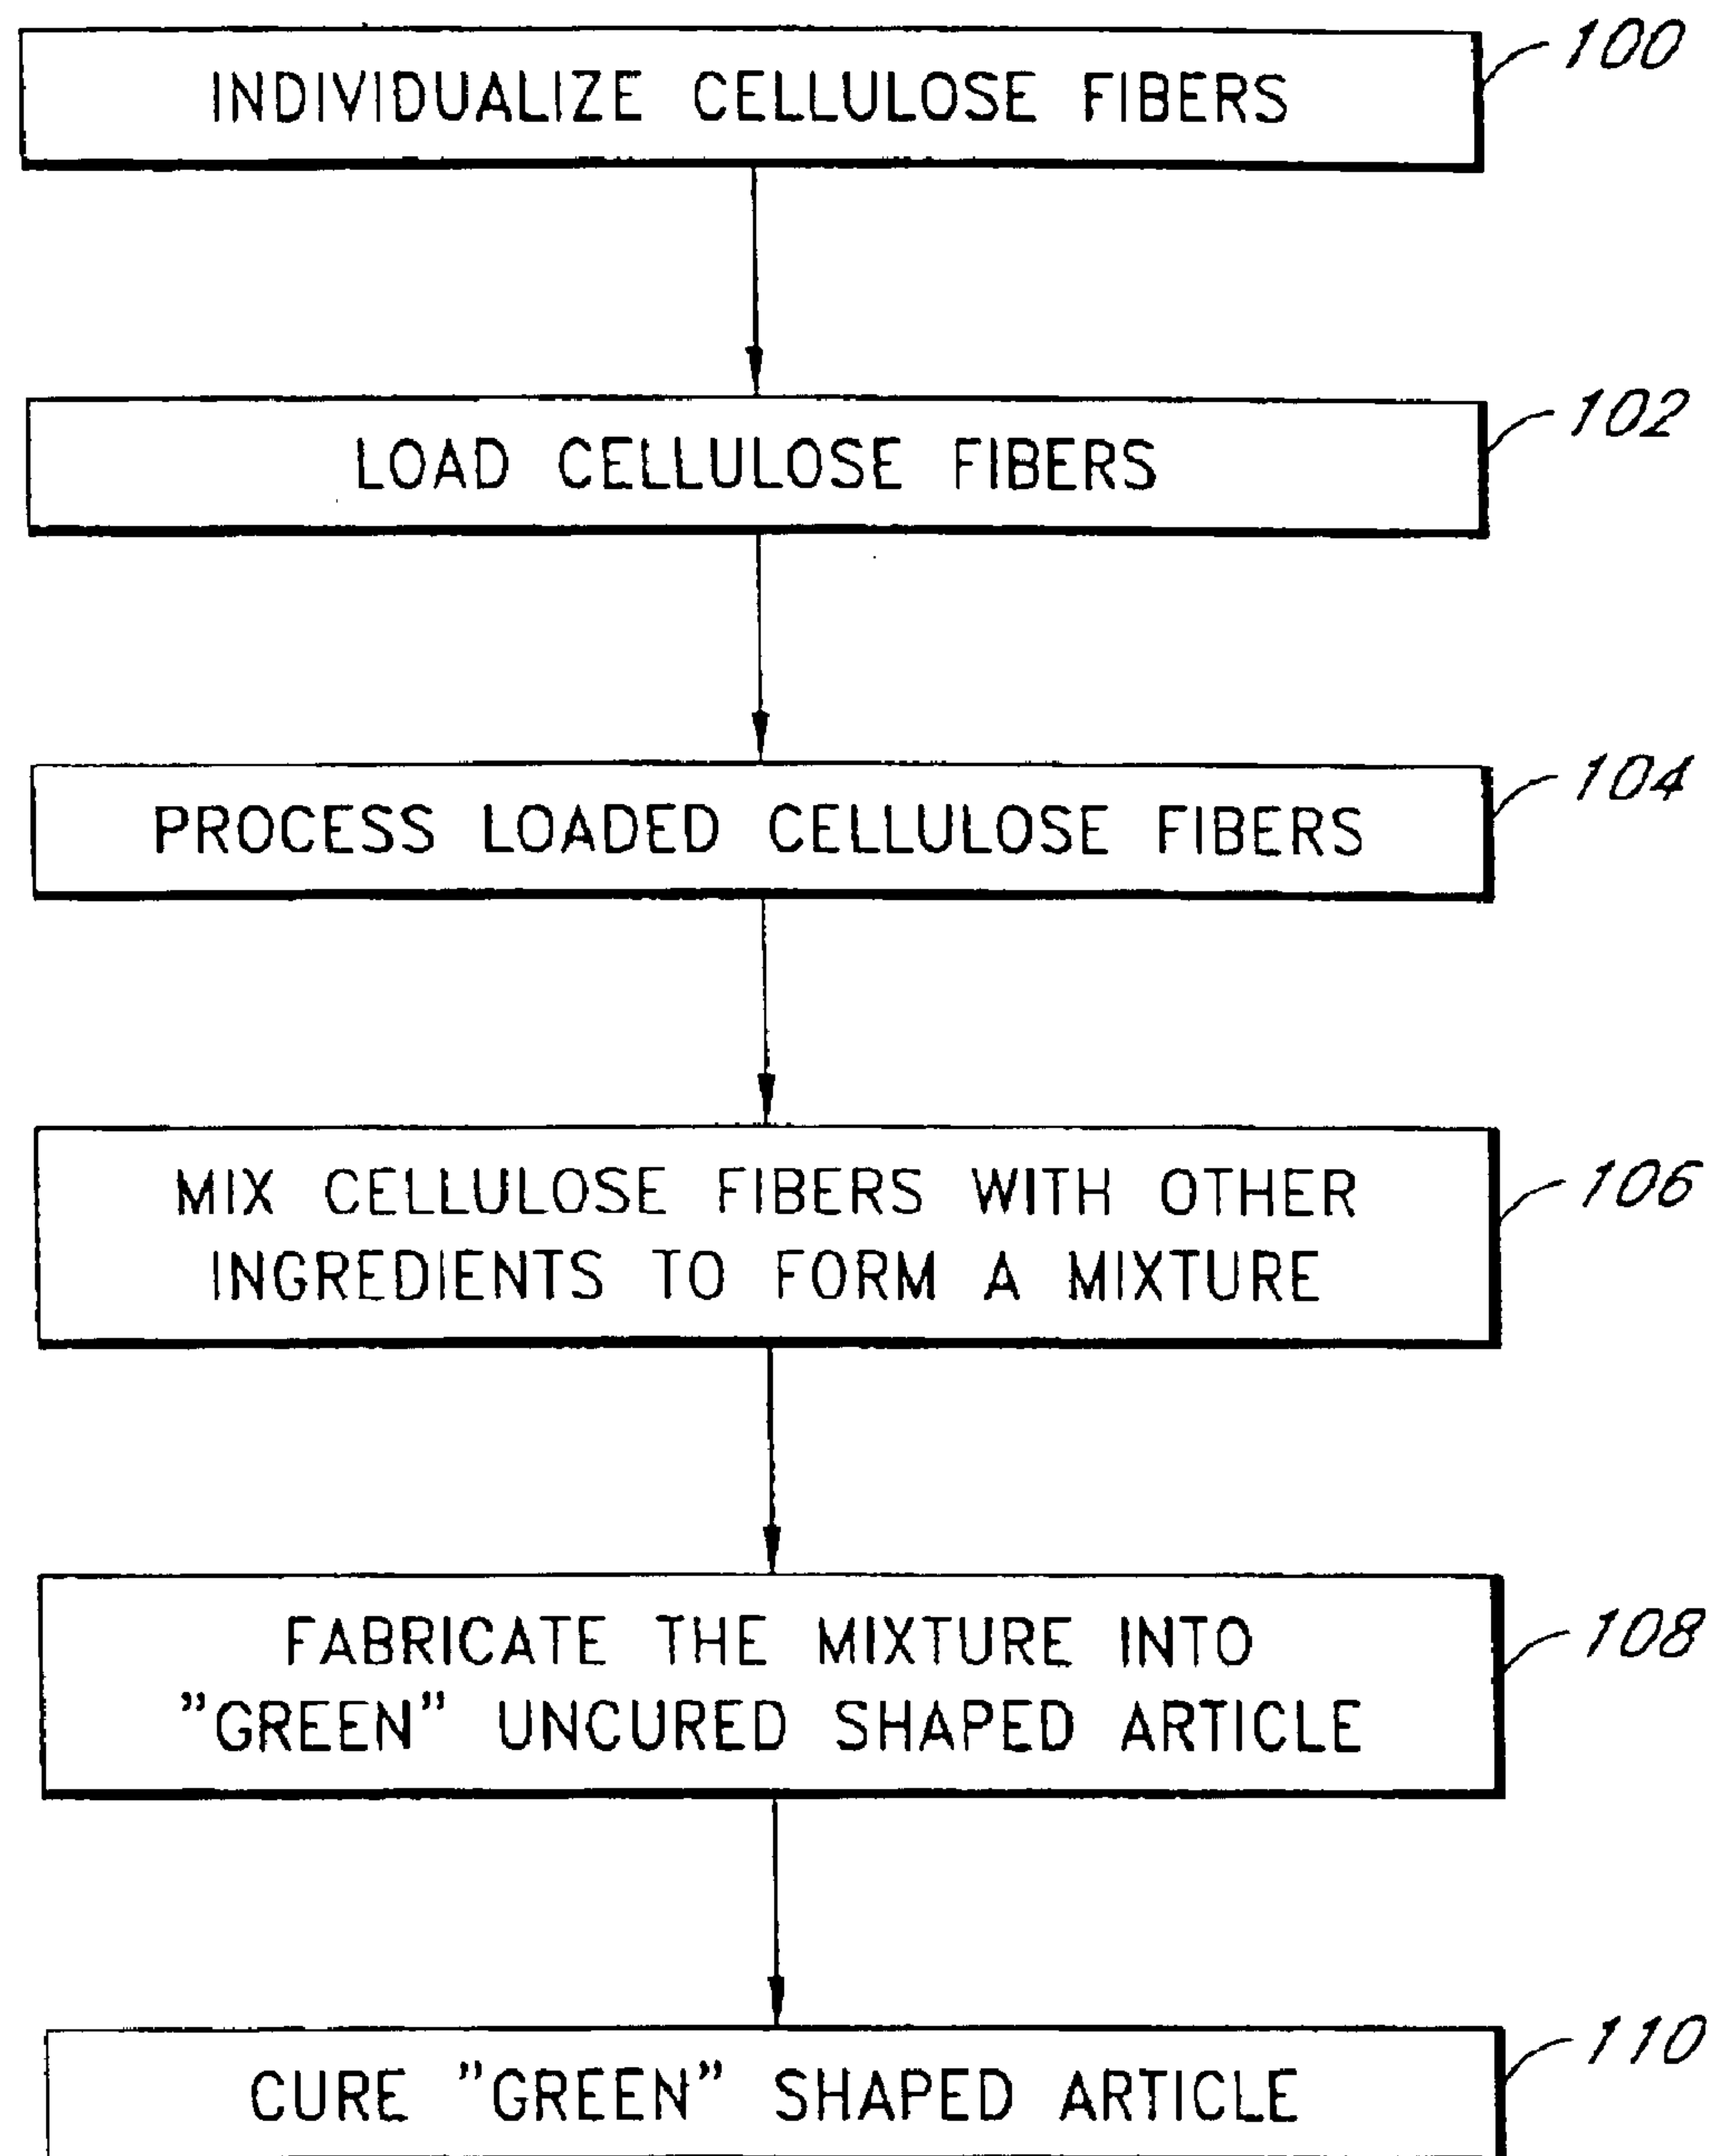 INDIVIDUALIZE CELLULOSE FIBERS
100
LOAD CELLULOSE FIBERS
102
PROCESS LOADED CELLULOSE FIBERS
104
MIX CELLULOSE FIBERS WITH OTHER
INGREDIENTS TO FORM A MIXTURE
106
FABRICATE THE MIXTURE INTO
"GREEN" UNCURED SHAPED ARTICLE
108
CURE "GREEN" SHAPED ARTICLE
110